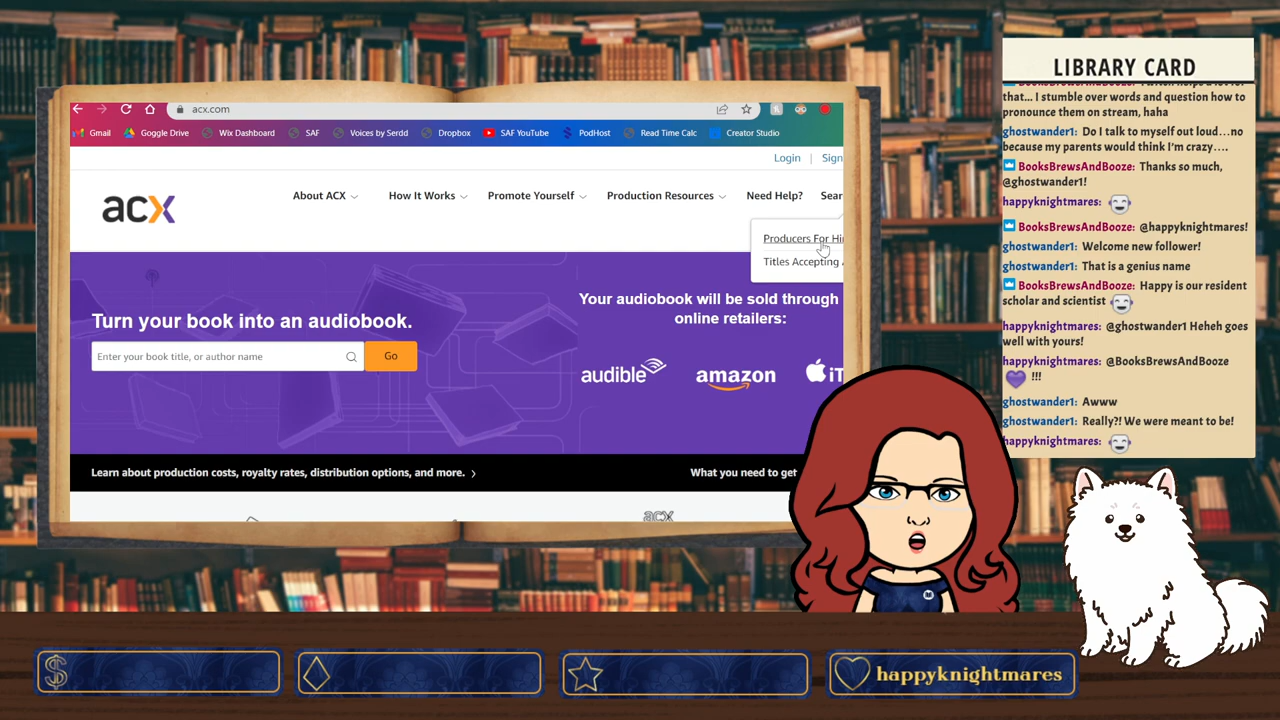 acx.com
Gmail
Goggle Drive
Wix Dashboard
SAF
Voices by Serdd
Dropbox
SAF YouTube
PodHost
Read Time Calc
Creator Studio
Login | Sign
acx
About ACX
How It Works
Promote Yourself
Production Resources
Need Help?
Sear
Producers For Hi
Titles Accepting
Turn your book into an audiobook.
Enter your book title, or author name
Go
Your audiobook will be sold through
online retailers:
audible
amazon
iT
Learn about production costs, royalty rates, distribution options, and more.
What you need to get
acx
LIBRARY CARD
that... I stumble over words and question how to
pronounce them on stream, haha
ghostwander1: Do I talk to myself out loud...no
because my parents would think I'm crazy....
BooksBrewsAndBooze: Thanks so much,
@ghostwander1!
happyknightmares:
BooksBrewsAndBooze: @happyknightmares!
ghostwander1: Welcome new follower!
ghostwander1: That is a genius name
BooksBrewsAndBooze: Happy is our resident
scholar and scientist
happyknightmares: @ghostwander1 Heheh goes
well with yours!
happyknightmares: @BooksBrewsAndBooze
!!!
ghostwander1: Awww
ghostwander1: Really?! We were meant to be!
happyknightmares:
$
happyknightmares